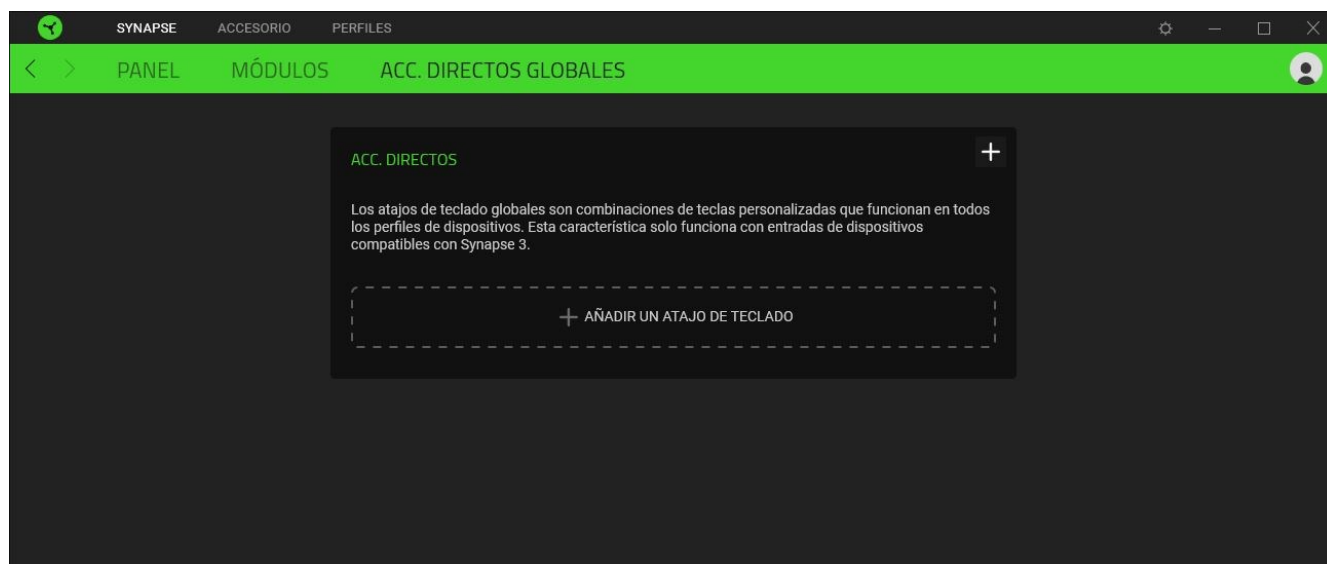 SYNAPSE ACCESORIO PERFILES
PANEL MÓDULOS ACC. DIRECTOS GLOBALES
ACC. DIRECTOS
Los atajos de teclado globales son combinaciones de teclas personalizadas que funcionan en todos
los perfiles de dispositivos. Esta característica solo funciona con entradas de dispositivos
compatibles con Synapse 3.
AÑADIR UN ATAJO DE TECLADO